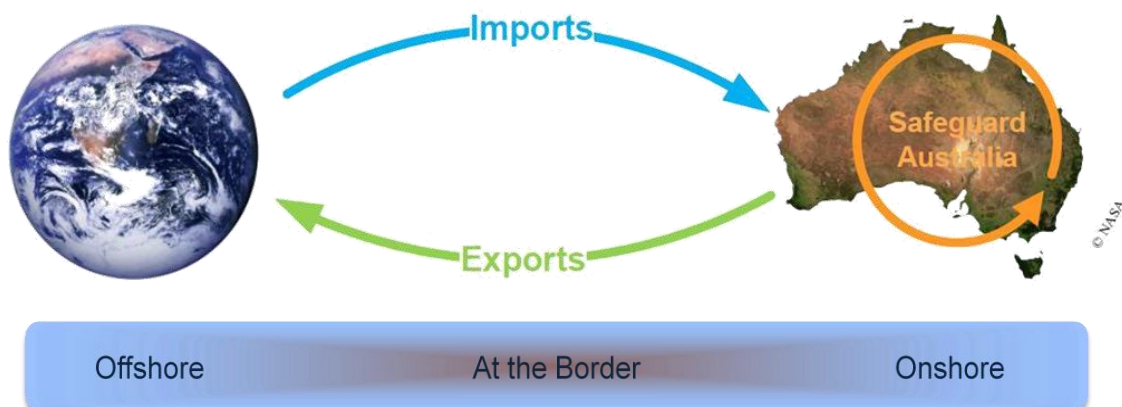 Imports
Safeguard
Australia
Exports
© NASA
Offshore
At the Border
Onshore